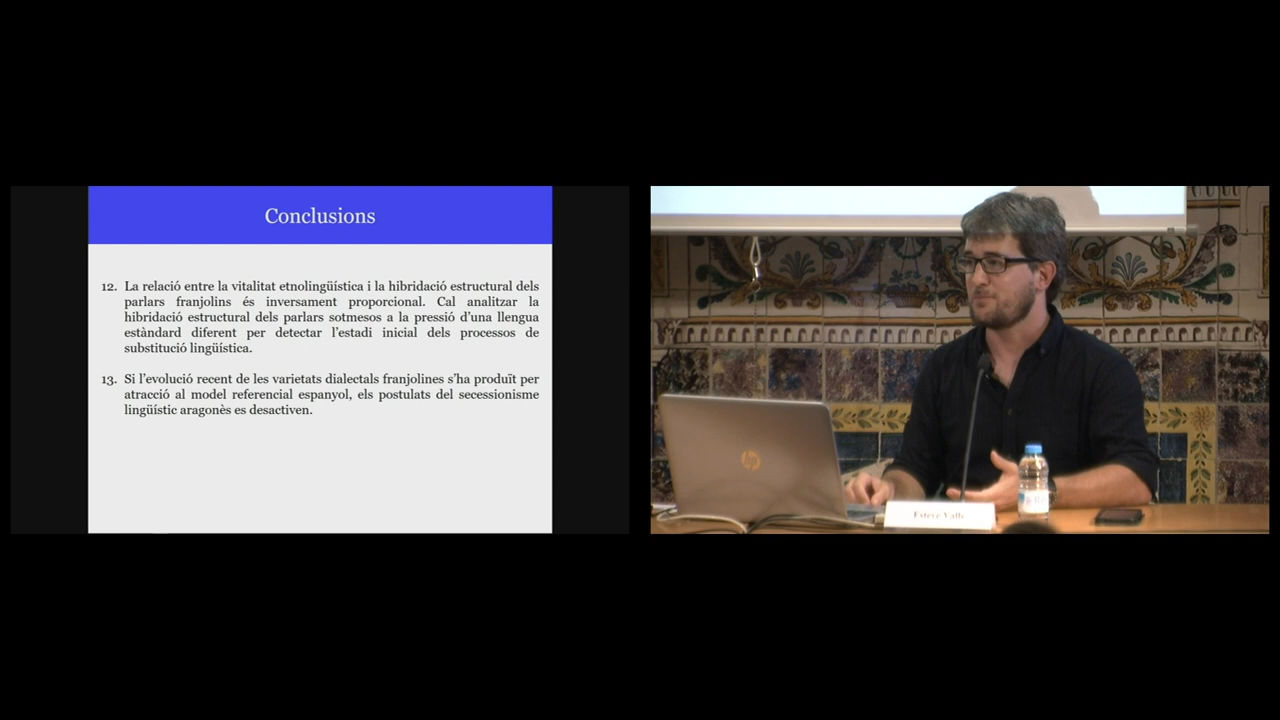 Conclusions
12. La relació entre la vitalitat etnolingüística i la hibridació estructural dels
parlars franjolins és inversament proporcional. Cal analitzar la
hibridació estructural dels parlars sotmesos a la pressió d'una llengua
estàndard diferent per detectar l'estadi inicial dels processos de
substitució lingüística.
13. Si l'evolució recent de les varietats dialectals franjolines s'ha produït per
atracció al model referencial espanyol, els postulats del secessionisme
lingüístic aragonès es desactiven.
hp
Esteve Valls